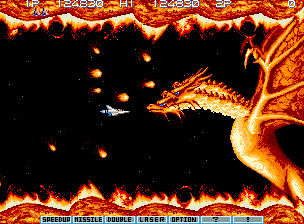 1P 124830 HI 124830 2P 0
SPEEDUP MISSILE DOUBLE LASER OPTION ? !